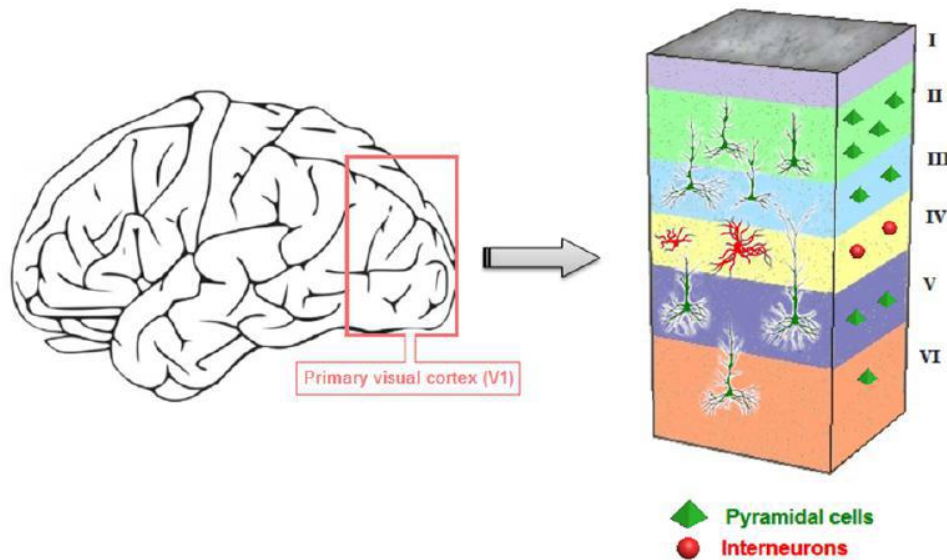 I
II
III
IV
V
VI
Primary visual cortex (V1)
Pyramidal cells
Interneurons